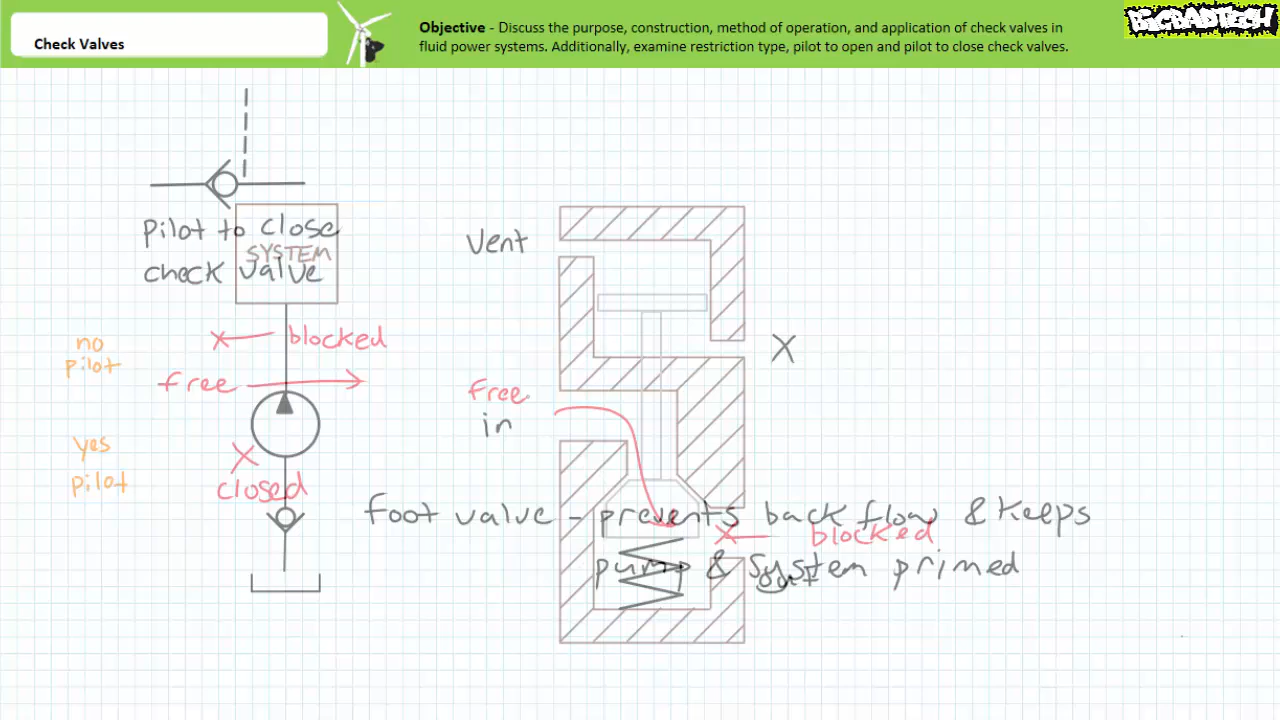 Check Valves
Objective - Discuss the purpose, construction, method of operation, and application of check valves in
fluid power systems. Additionally, examine restriction type, pilot to open and pilot to close check valves.
BIGBADTECH
Pilot to close
check valve
SYSTEM
no
pilot
blocked
free
yes
pilot
X
closed
Vent
X
free
in
foot valve - prevents back flow & keeps
pump & system primed
blocked
out